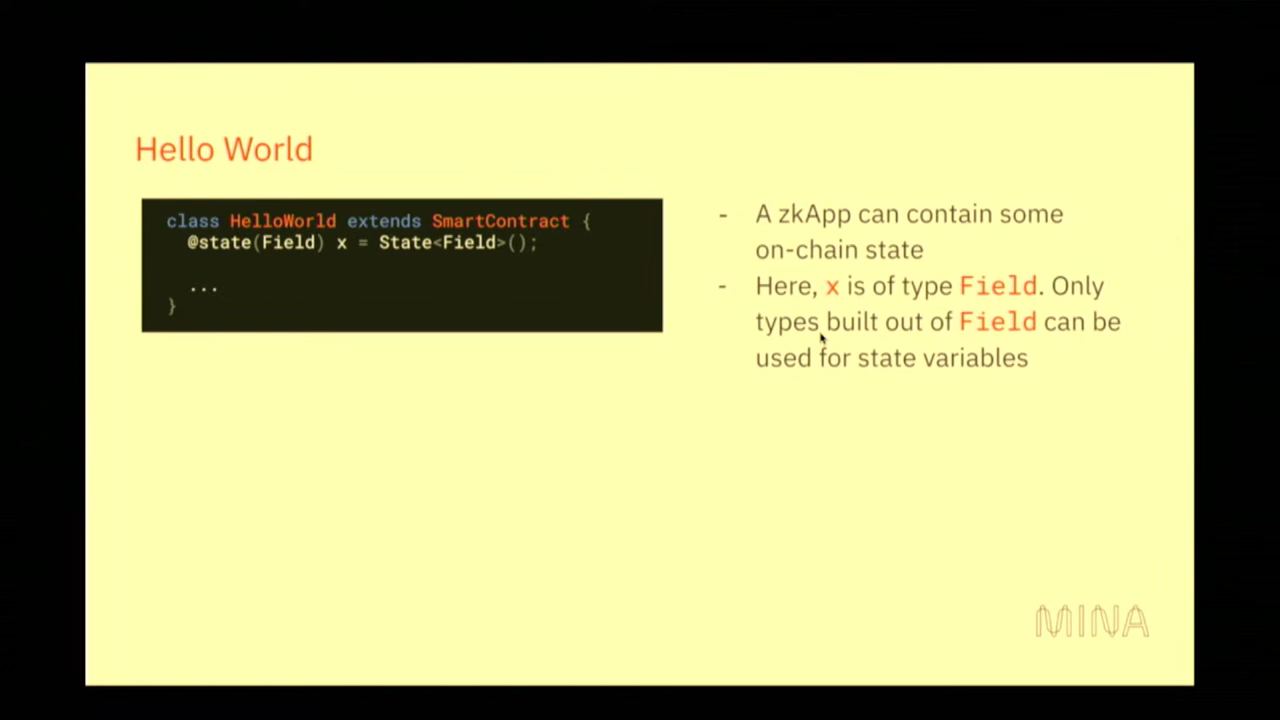 Hello World
class HelloWorld extends SmartContract {
  @state(Field) x = State<Field>();
  ...
}
- A zkApp can contain some
on-chain state
- Here, x is of type Field. Only
types built out of Field can be
used for state variables
MINA